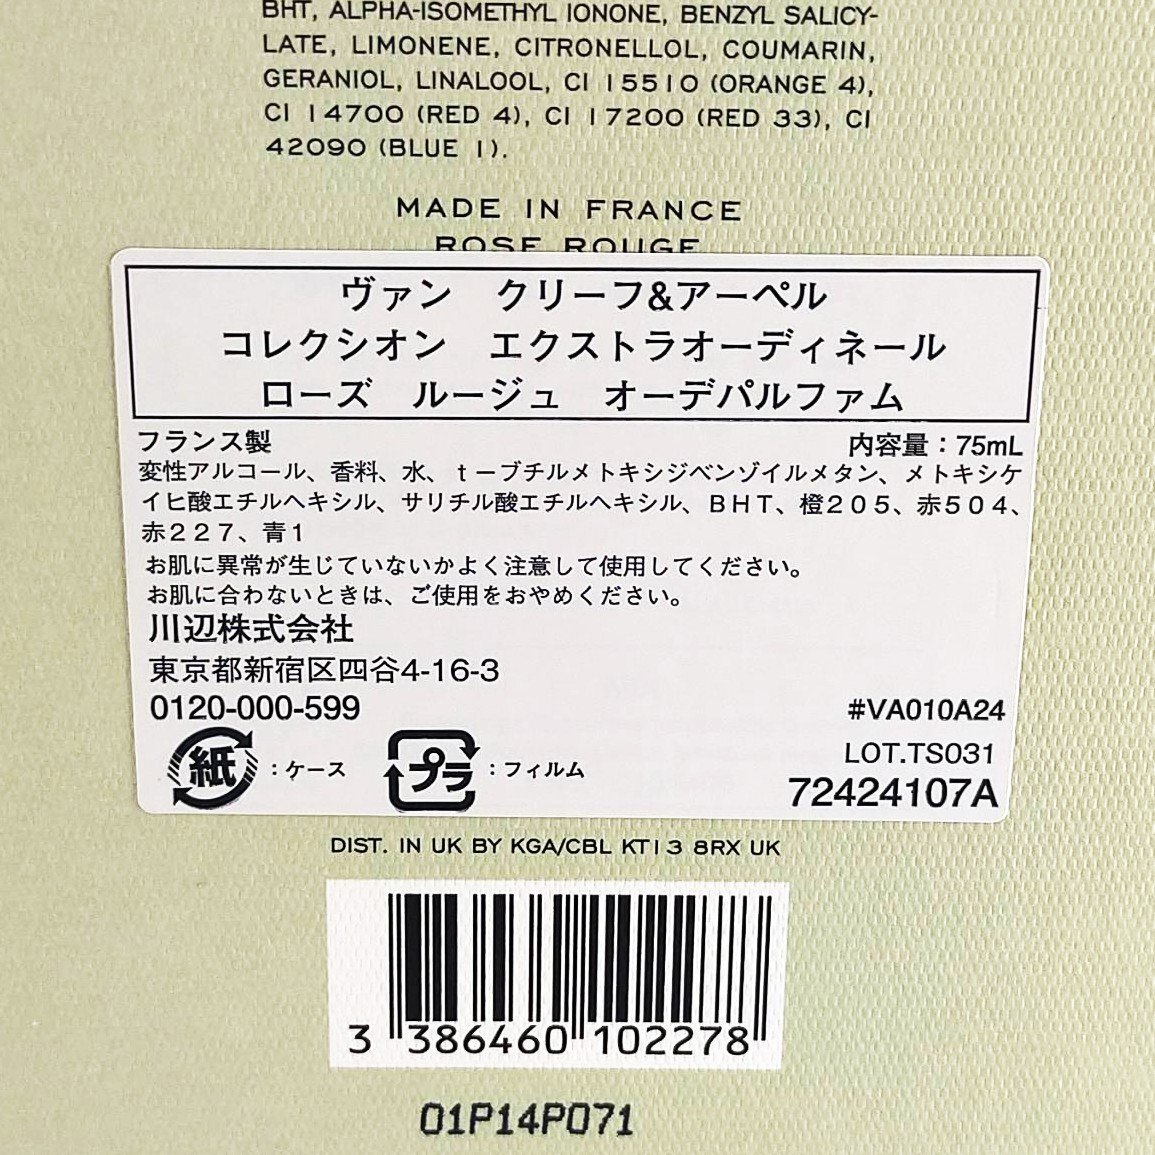 BHT, ALPHA-ISOMETHYL IONONE, BENZYL SALICY-
LATE, LIMONENE, CITRONELLOL, COUMARIN,
GERANIOL, LINALOOL, CI 15510 (ORANGE 4),
CI 14700 (RED 4), CI 17200 (RED 33), CI
42090 (BLUE 1).
MADE IN FRANCE
ROSE ROUGE
ヴァン クリーフ&アーペル
コレクシオン エクストラオーディネール
ローズ ルージュ オーデパルファム
フランス製 内容量：75mL
変性アルコール、香料、水、ｔーブチルメトキシジベンゾイルメタン、メトキシケ
イヒ酸エチルヘキシル、サリチル酸エチルヘキシル、ＢＨＴ、橙２０５、赤５０４、
赤２２７、青１
お肌に異常が生じていないかよく注意して使用してください。
お肌に合わないときは、ご使用をおやめください。
川辺株式会社
東京都新宿区四谷4-16-3
0120-000-599 #VA010A24
紙：ケース プラ：フィルム LOT.TS031
72424107A
DIST. IN UK BY KGA/CBL KT13 8RX UK
3 386460 102278
01P14P071